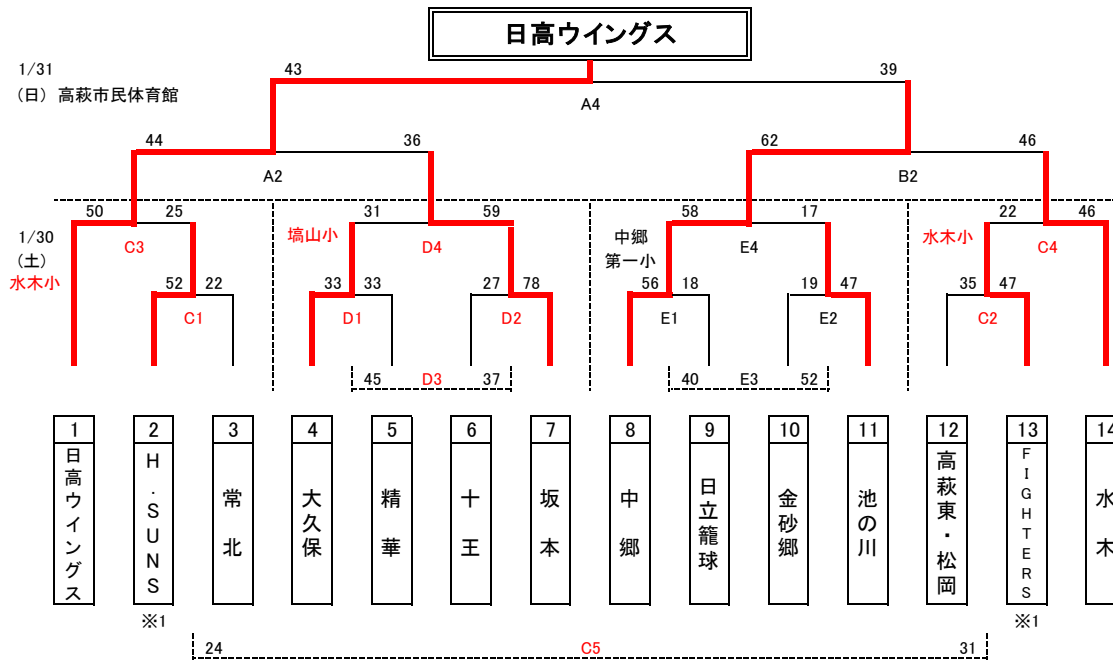 日高ウイングス
43 39
1/31
(日) 高萩市民体育館
A4
44 36 62 46
A2 B2
50 25 31 59 58 17 22 46
1/30
(土)
水木小
C3 塙山小 D4 中郷
第一小 E4 水木小 C4
52 22 33 33 27 78 56 18 19 47 35 47
C1 D1 D2 E1 E2 C2
45 D3 37 40 E3 52
1 2 3 4 5 6 7 8 9 10 11 12 13 14
日高ウイングス
H.SUNS
常北
大久保
精華
十王
坂本
中郷
日立籠球
金砂郷
池の川
高萩東・松岡
FIGHTERS
水木
※1 ※1
24 C5 31